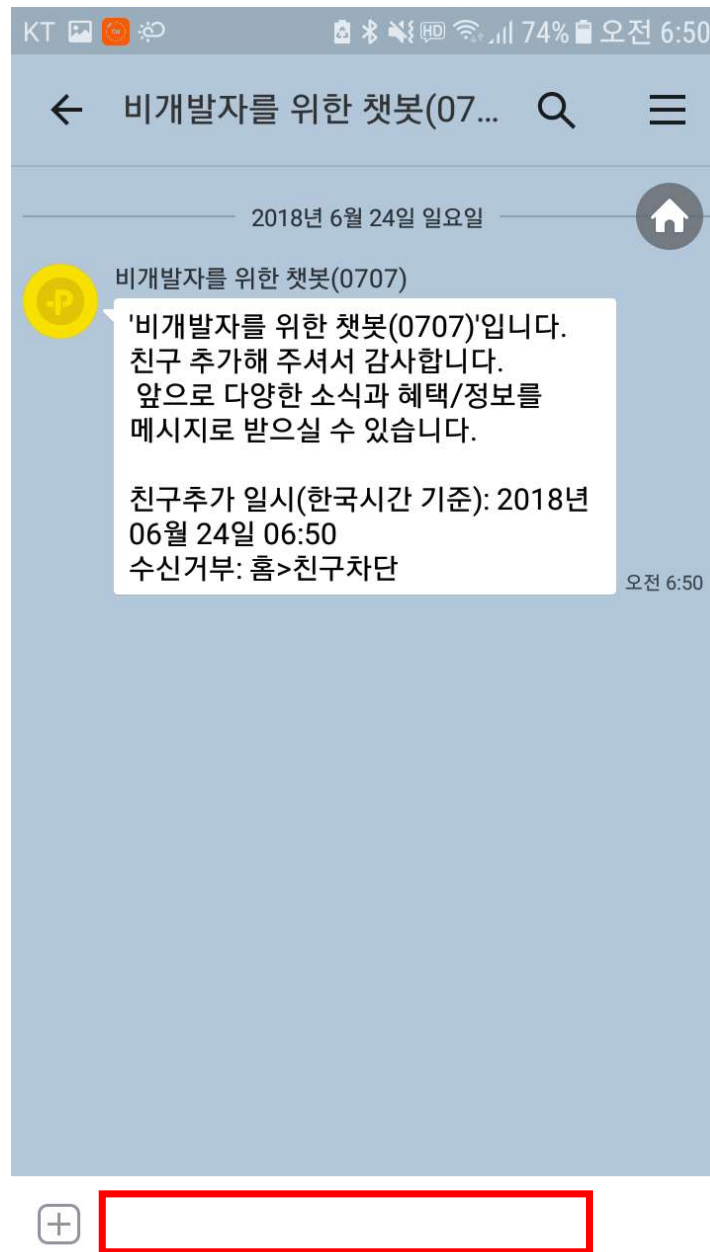 KT HD 74% 오전 6:50
비개발자를 위한 챗봇(07...
2018년 6월 24일 일요일
비개발자를 위한 챗봇(0707)
'비개발자를 위한 챗봇(0707)'입니다.
친구 추가해 주셔서 감사합니다.
앞으로 다양한 소식과 혜택/정보를
메시지로 받으실 수 있습니다.
친구추가 일시(한국시간 기준): 2018년
06월 24일 06:50
수신거부: 홈>친구차단
오전 6:50